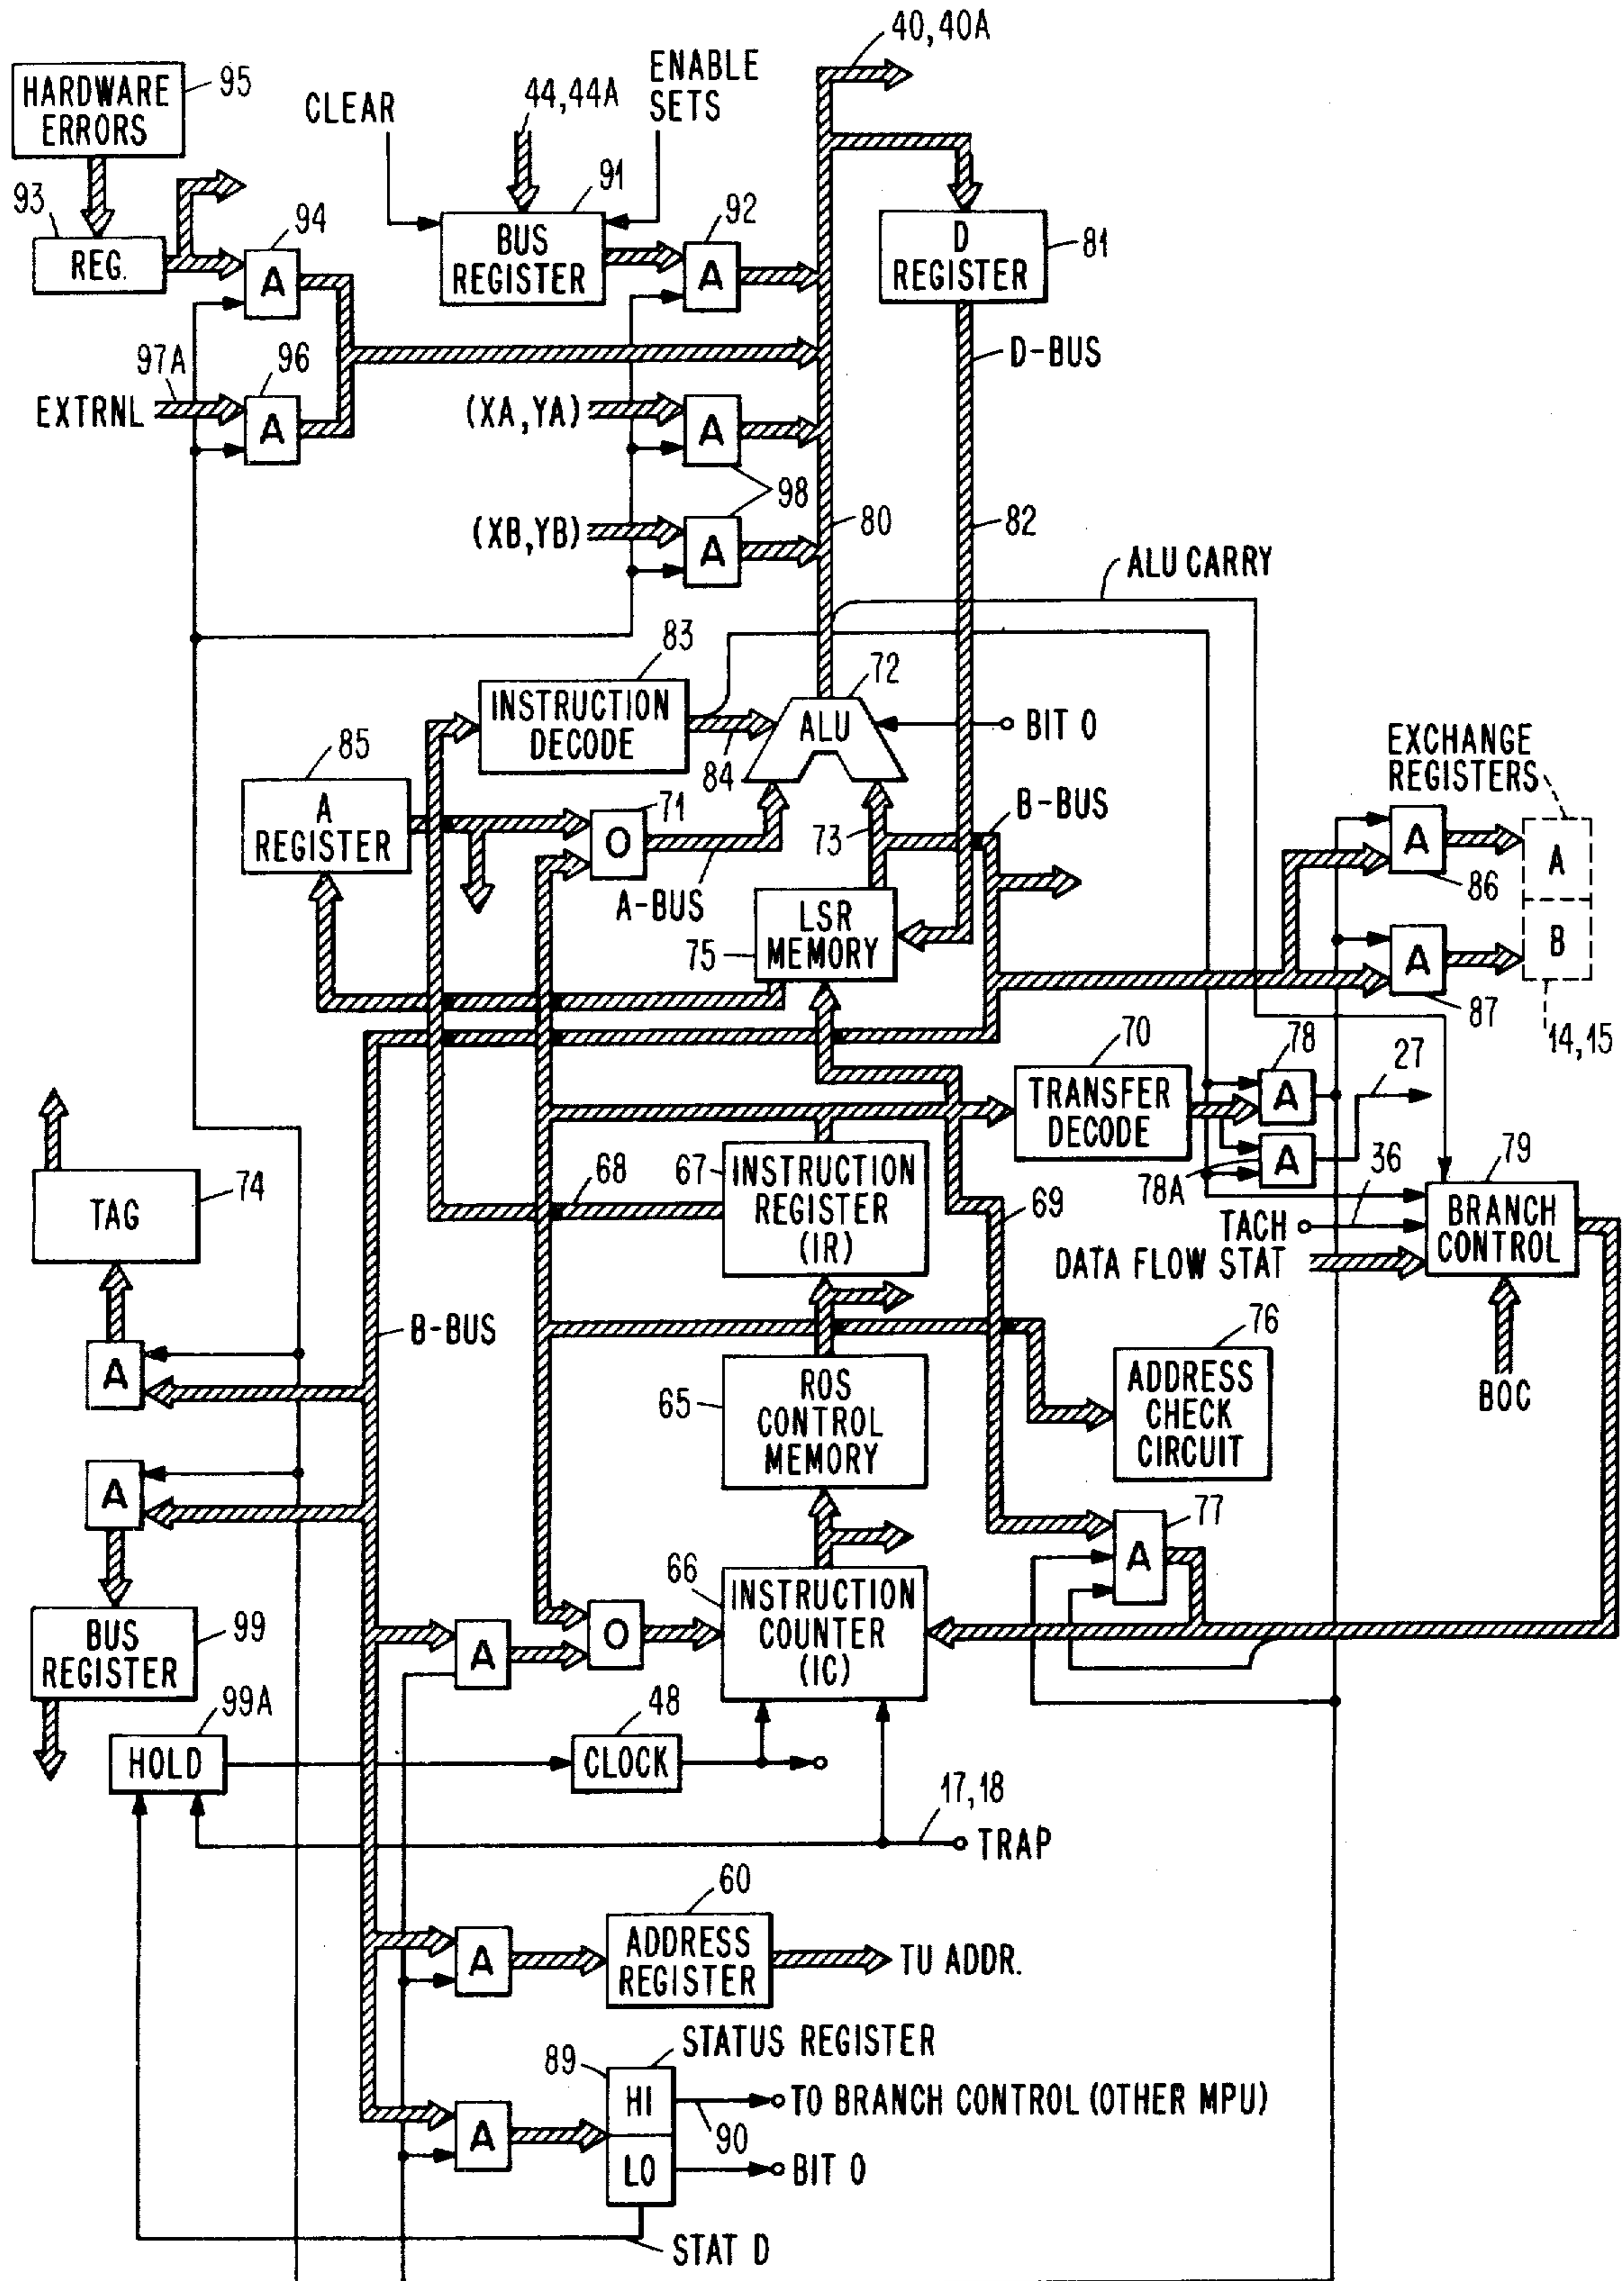 40,40A
HARDWARE
ERRORS
95
CLEAR
44,44A
ENABLE
SETS
93
REG.
94
A
91
BUS
REGISTER
92
A
D
REGISTER
81
97A
EXTRNL
96
A
(XA,YA)
A
98
(XB,YB)
A
80
D-BUS
82
ALU CARRY
83
INSTRUCTION
DECODE
84
72
ALU
BIT 0
85
A
REGISTER
71
O
A-BUS
73
B-BUS
EXCHANGE
REGISTERS
A
86
A
B
A
87
14,15
75
LSR
MEMORY
70
TRANSFER
DECODE
78
A
27
78A
A
74
TAG
68
67
INSTRUCTION
REGISTER
(IR)
69
36
TACH
DATA FLOW STAT
79
BRANCH
CONTROL
BOC
B-BUS
A
65
ROS
CONTROL
MEMORY
76
ADDRESS
CHECK
CIRCUIT
A
77
A
66
INSTRUCTION
COUNTER
(IC)
O
A
BUS
REGISTER
99
99A
HOLD
48
CLOCK
17,18
TRAP
60
A
ADDRESS
REGISTER
TU ADDR.
STATUS REGISTER
89
HI
LO
A
90
TO BRANCH CONTROL (OTHER MPU)
BIT 0
STAT D